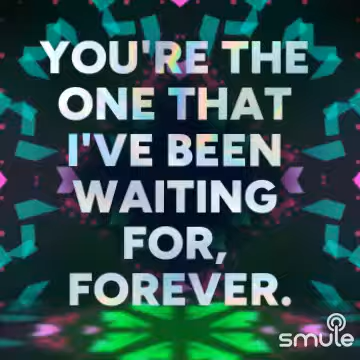 YOU'RE THE
ONE THAT
I'VE BEEN
WAITING
FOR,
FOREVER.
smule